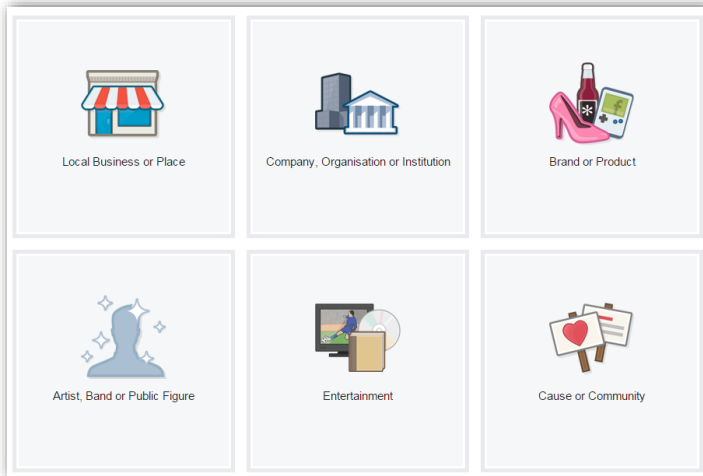 Local Business or Place
Company, Organisation or Institution
Brand or Product
Artist, Band or Public Figure
Entertainment
Cause or Community